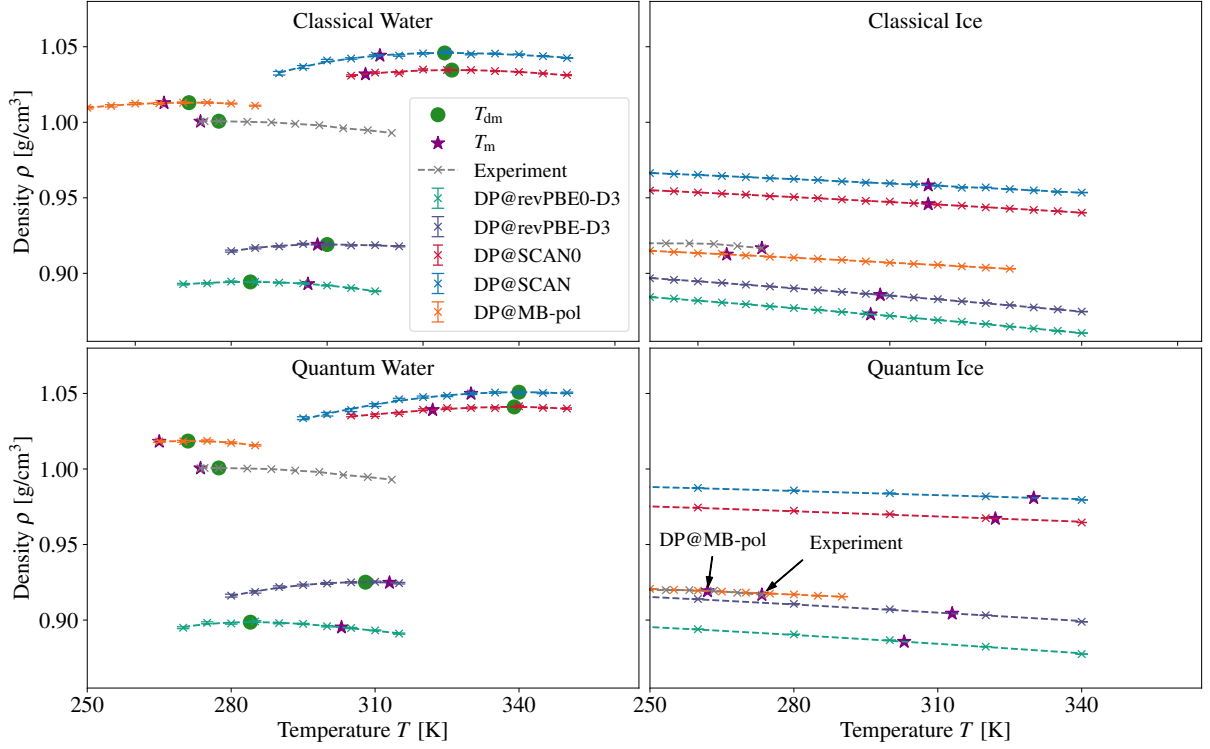 Classical Water
Classical Ice
Density ρ [g/cm³]
1.05
1.00
0.95
0.90
T_dm
T_m
Experiment
DP@revPBE0-D3
DP@revPBE-D3
DP@SCAN0
DP@SCAN
DP@MB-pol
Quantum Water
Quantum Ice
Density ρ [g/cm³]
1.05
1.00
0.95
0.90
DP@MB-pol
Experiment
250
280
310
340
250
280
310
340
Temperature T [K]
Temperature T [K]